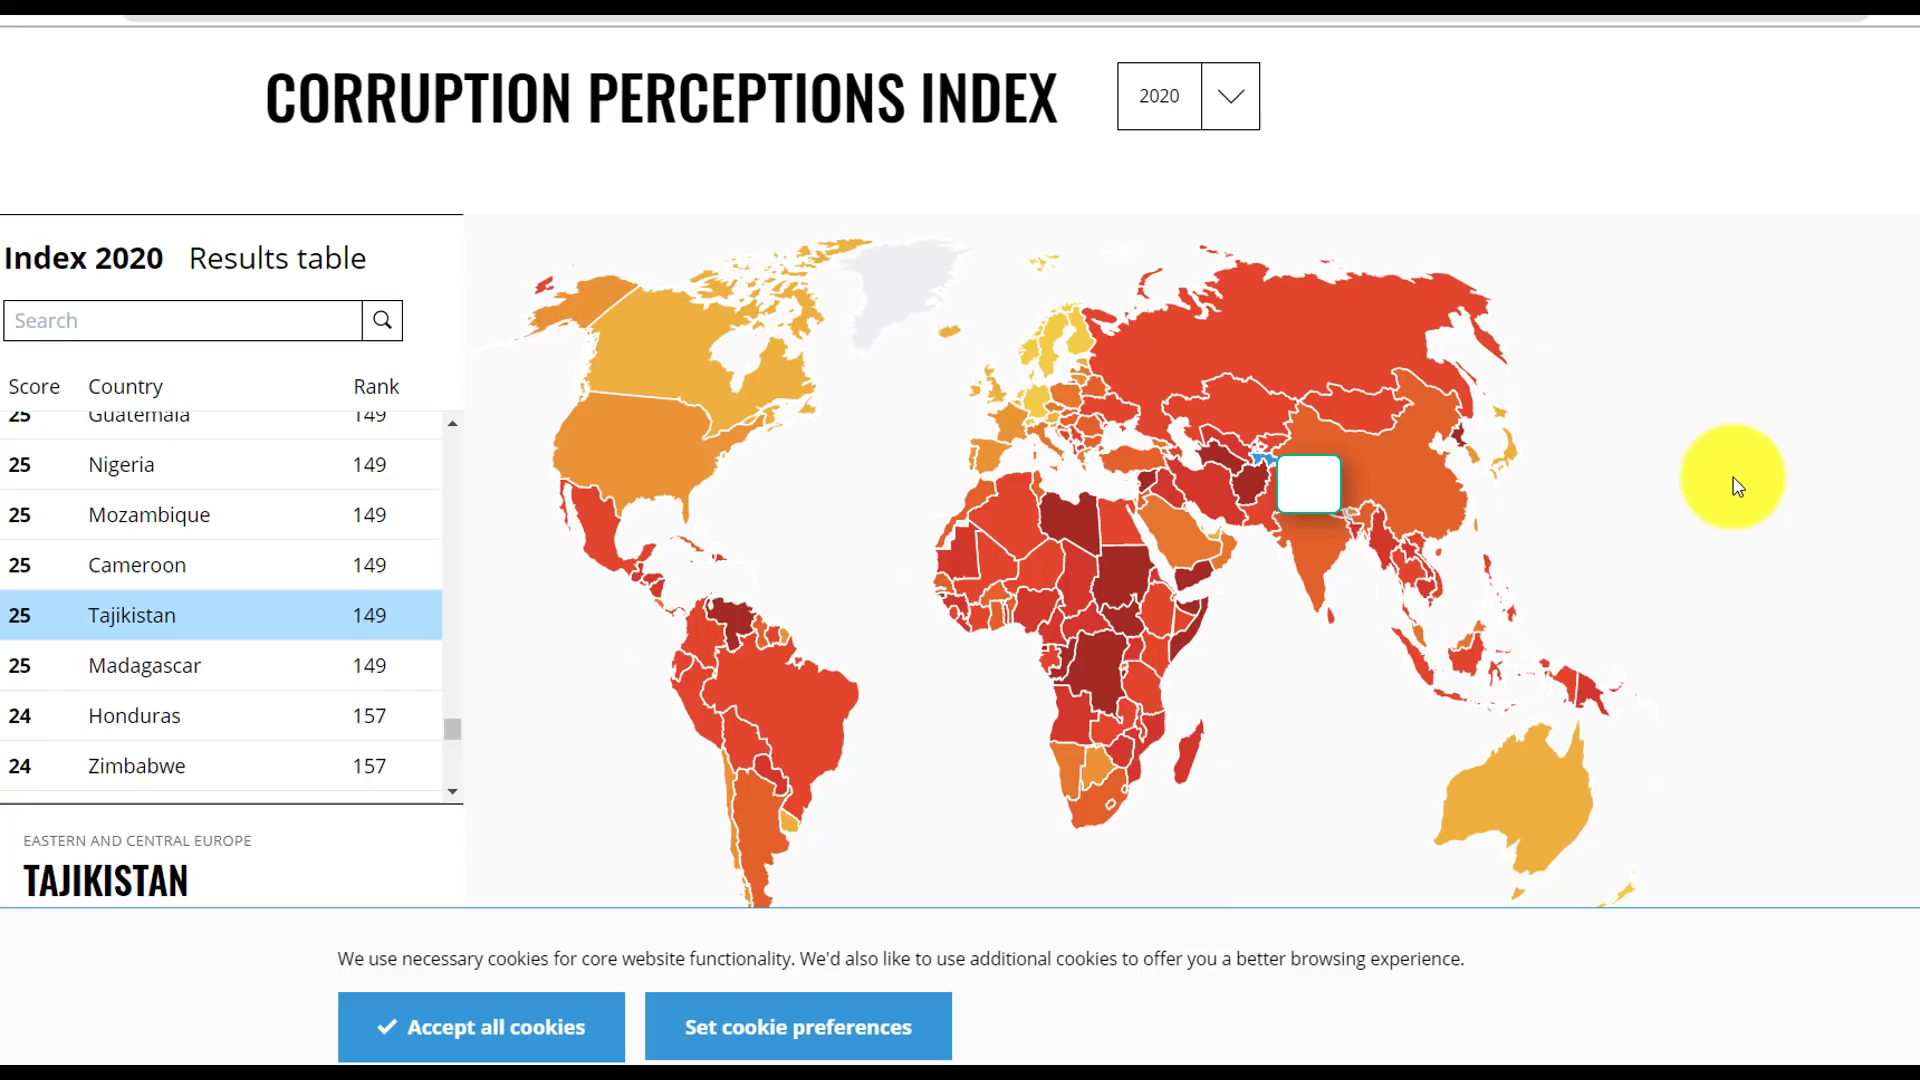 CORRUPTION PERCEPTIONS INDEX
2020
Index 2020 Results table
Search
Score Country Rank
25 Guatemala 149
25 Nigeria 149
25 Mozambique 149
25 Cameroon 149
25 Tajikistan 149
25 Madagascar 149
24 Honduras 157
24 Zimbabwe 157
EASTERN AND CENTRAL EUROPE
TAJIKISTAN
We use necessary cookies for core website functionality. We'd also like to use additional cookies to offer you a better browsing experience.
Accept all cookies
Set cookie preferences